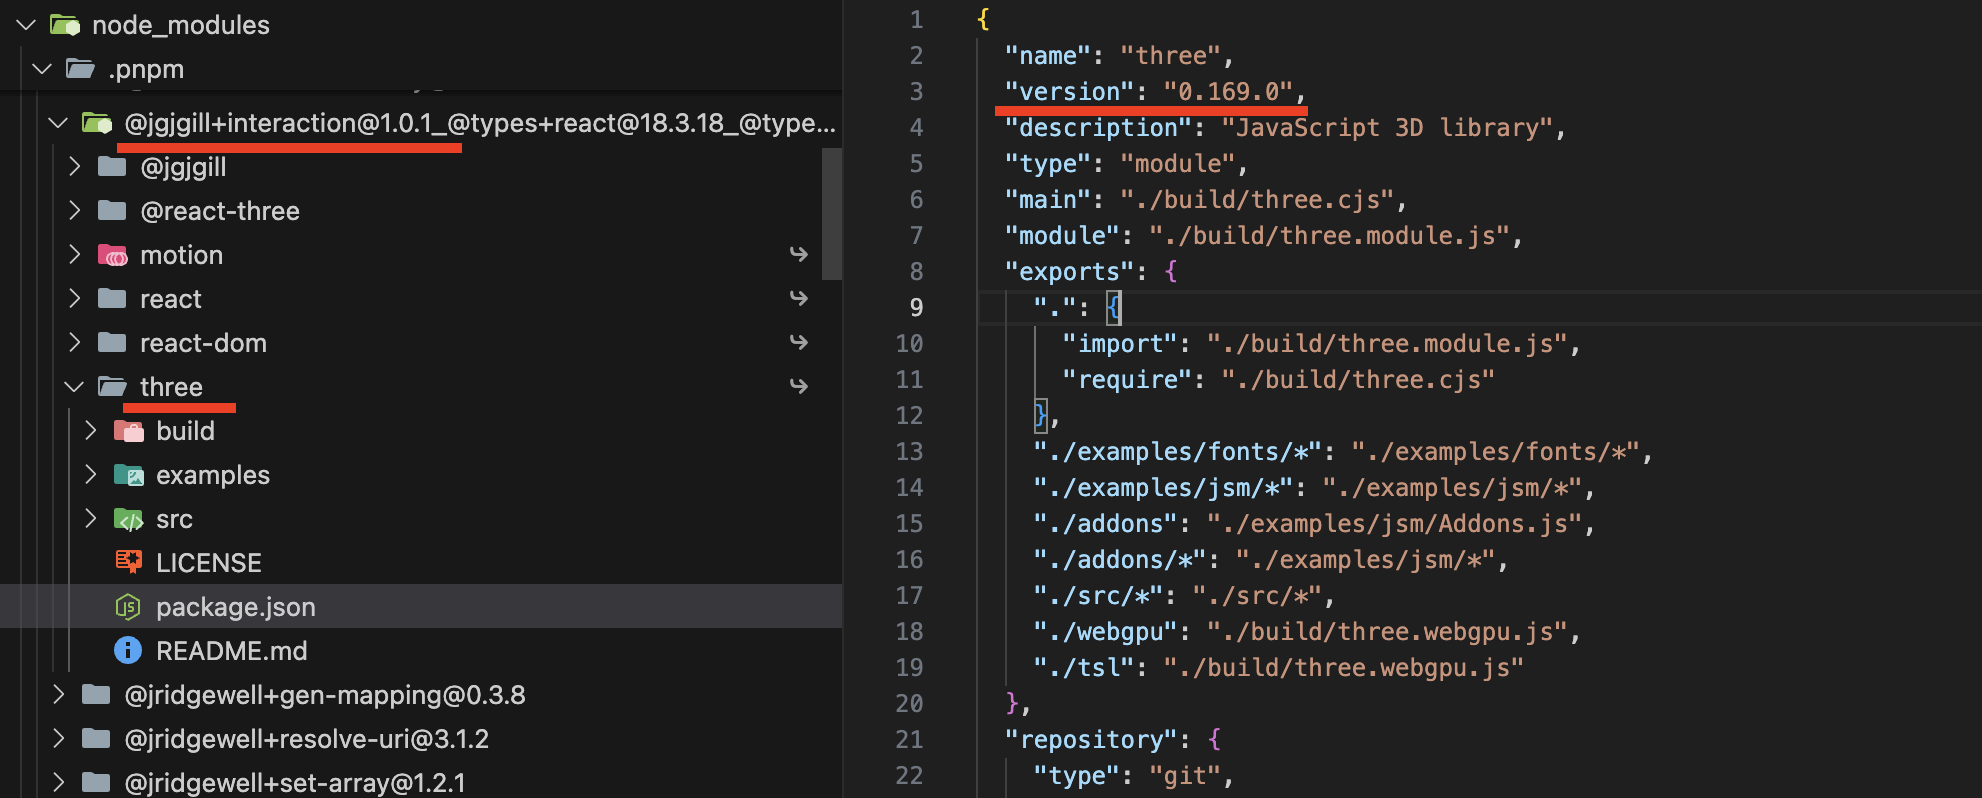 node_modules
.pnpm
@jgjgill+interaction@1.0.1_@types+react@18.3.18_@type...
@jgjgill
@react-three
motion
react
react-dom
three
build
examples
src
LICENSE
package.json
README.md
@jridgewell+gen-mapping@0.3.8
@jridgewell+resolve-uri@3.1.2
@jridgewell+set-array@1.2.1
1 {
2 "name": "three",
3 "version": "0.169.0",
4 "description": "JavaScript 3D library",
5 "type": "module",
6 "main": "./build/three.cjs",
7 "module": "./build/three.module.js",
8 "exports": {
9 ".": {
10 "import": "./build/three.module.js",
11 "require": "./build/three.cjs"
12 },
13 "./examples/fonts/*": "./examples/fonts/*",
14 "./examples/jsm/*": "./examples/jsm/*",
15 "./addons": "./examples/jsm/Addons.js",
16 "./addons/*": "./examples/jsm/*",
17 "./src/*": "./src/*",
18 "./webgpu": "./build/three.webgpu.js",
19 "./tsl": "./build/three.webgpu.js"
20 },
21 "repository": {
22 "type": "git",